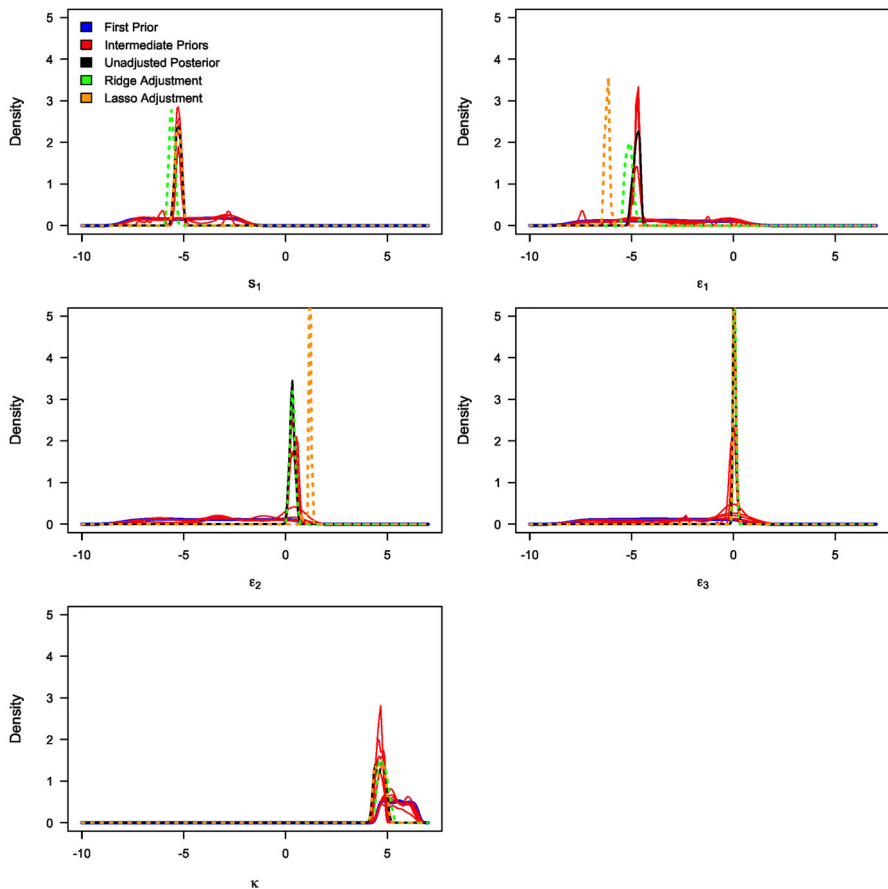 5
4
3
2
1
0
Density
First Prior
Intermediate Priors
Unadjusted Posterior
Ridge Adjustment
Lasso Adjustment
-10 -5 0 5
s1
5
4
3
2
1
0
Density
-10 -5 0 5
ε1
5
4
3
2
1
0
Density
-10 -5 0 5
ε2
5
4
3
2
1
0
Density
-10 -5 0 5
ε3
5
4
3
2
1
0
Density
-10 -5 0 5
κ